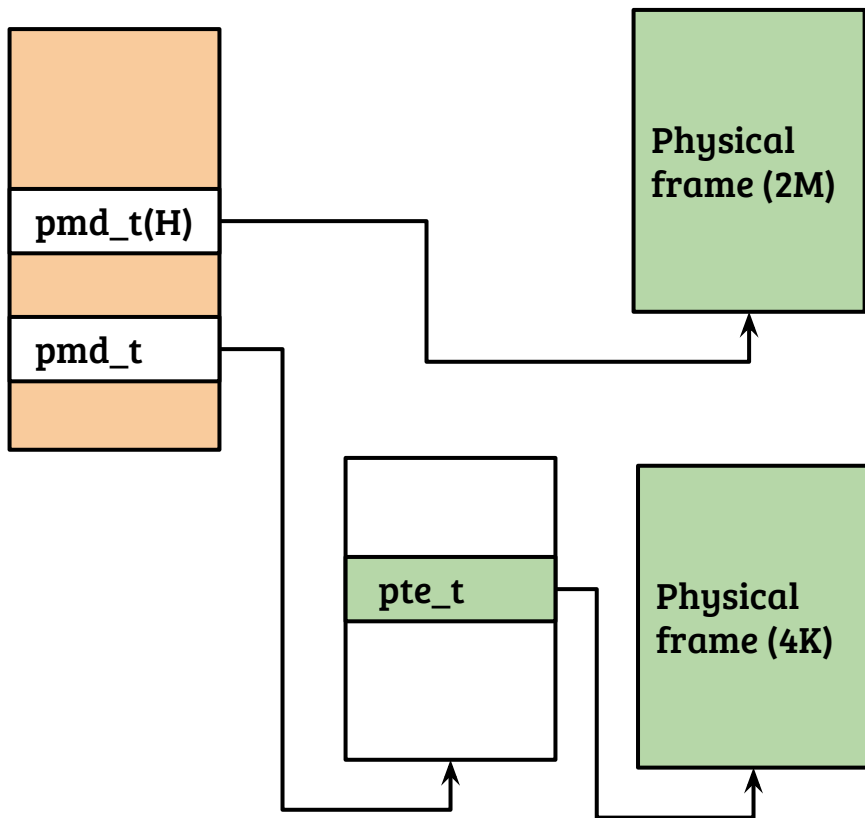 Physical
frame (2M)
pmd_t(H)
pmd_t
pte_t
Physical
frame (4K)